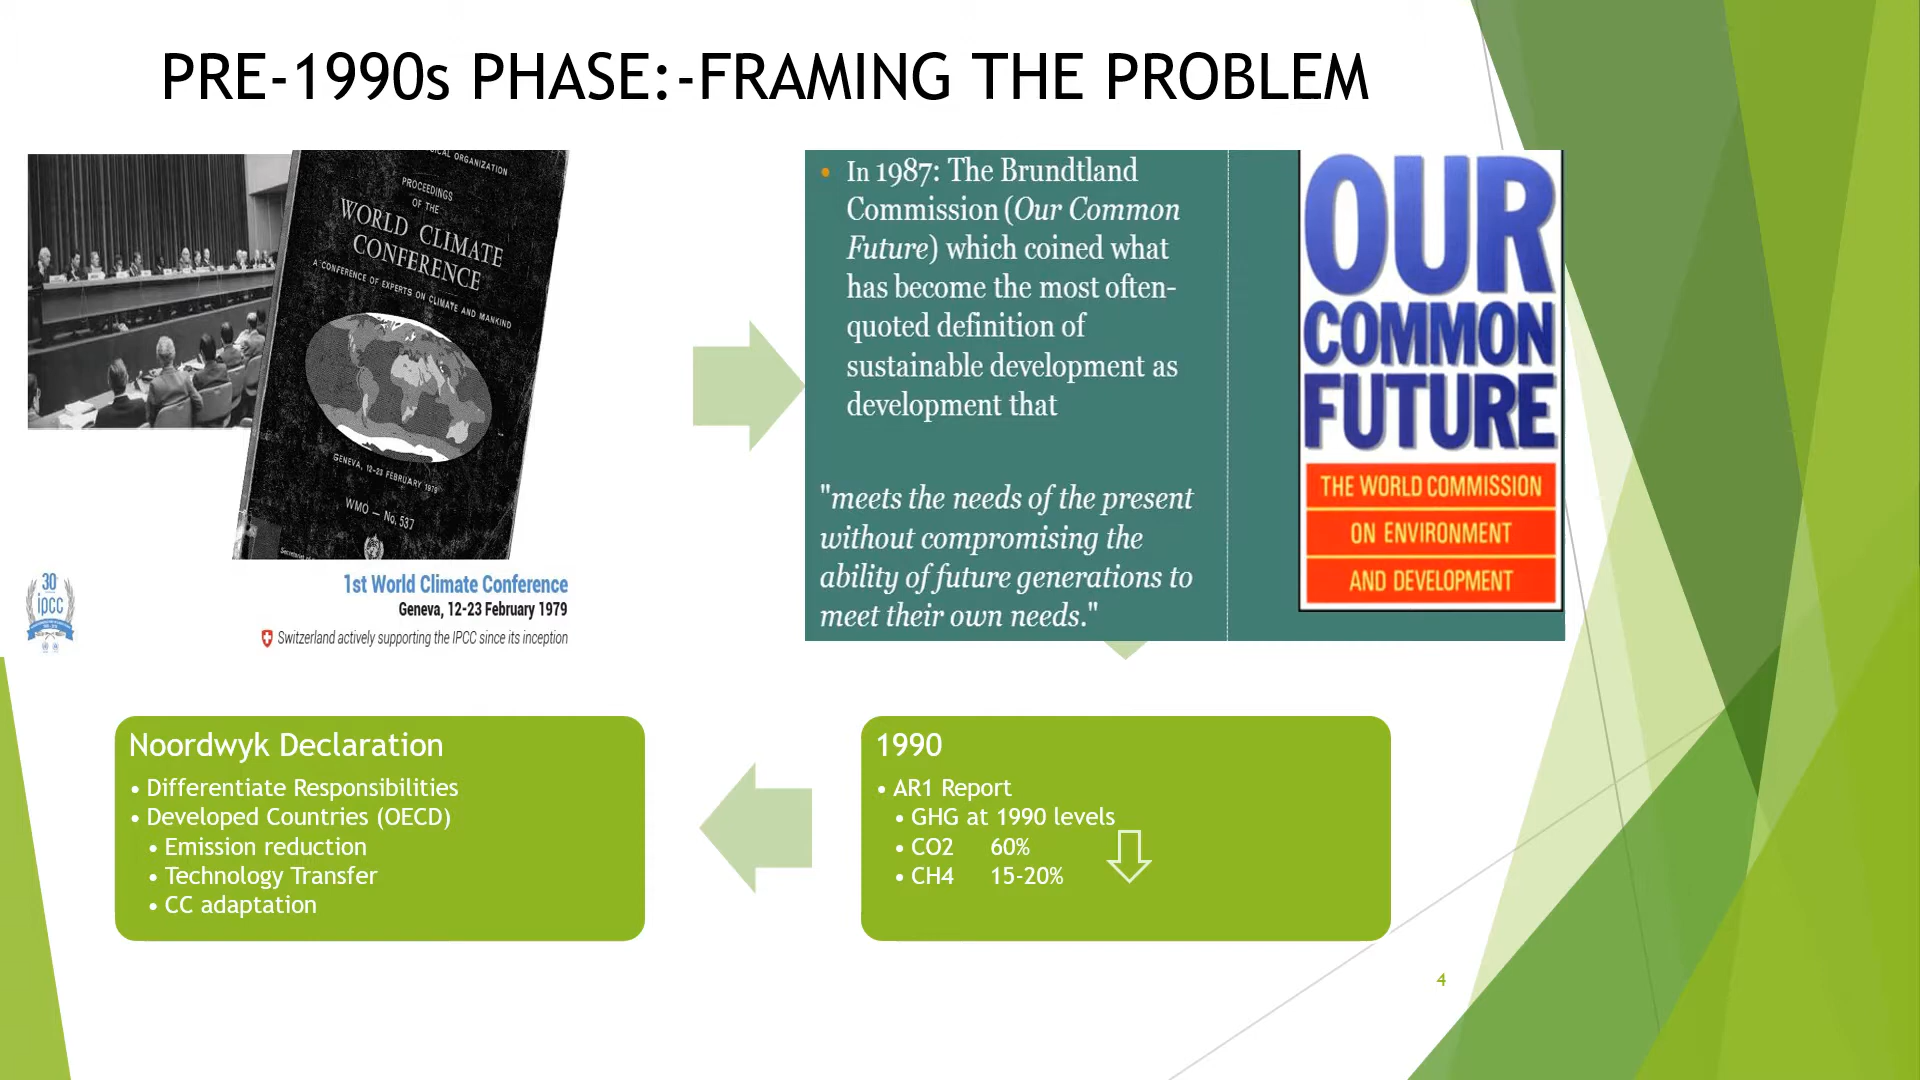 PRE-1990s PHASE:-FRAMING THE PROBLEM
ICAL ORGANIZATION
PROCEEDINGS
OF THE
WORLD CLIMATE
CONFERENCE
A CONFERENCE OF EXPERTS ON CLIMATE AND MANKIND
GENEVA, 12-23 FEBRUARY 1979
WMO — No. 537
30
ipcc
1st World Climate Conference
Geneva, 12-23 February 1979
Switzerland actively supporting the IPCC since its inception
• In 1987: The Brundtland
Commission (Our Common
Future) which coined what
has become the most often-
quoted definition of
sustainable development as
development that
"meets the needs of the present
without compromising the
ability of future generations to
meet their own needs."
OUR
COMMON
FUTURE
THE WORLD COMMISSION
ON ENVIRONMENT
AND DEVELOPMENT
1990
• AR1 Report
• GHG at 1990 levels
• CO2 60%
• CH4 15-20%
Noordwyk Declaration
• Differentiate Responsibilities
• Developed Countries (OECD)
• Emission reduction
• Technology Transfer
• CC adaptation
4